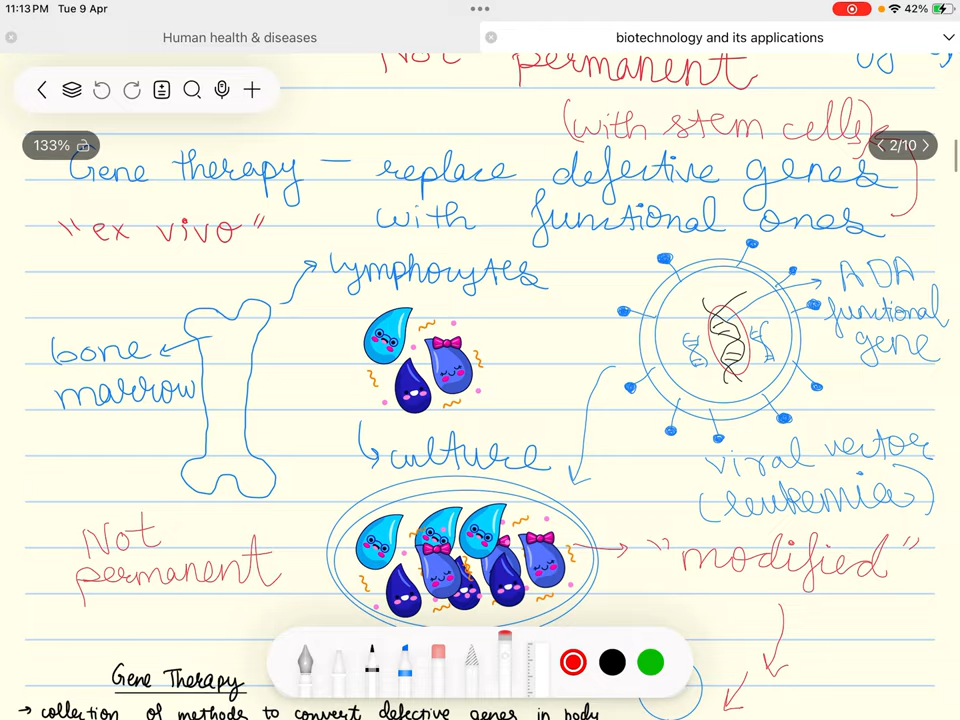 11:13 PM Tue 9 Apr
42%
Human health & diseases
biotechnology and its applications
Not permanent
133%
(with stem cells)
2/10
Gene therapy — replace defective genes
"ex vivo" with functional ones
lymphocytes
ADA
functional
gene
bone
marrow
culture
viral vector
(leukemia)
Not
permanent
"modified"
Gene Therapy
→ collection of methods to convert defective genes in body